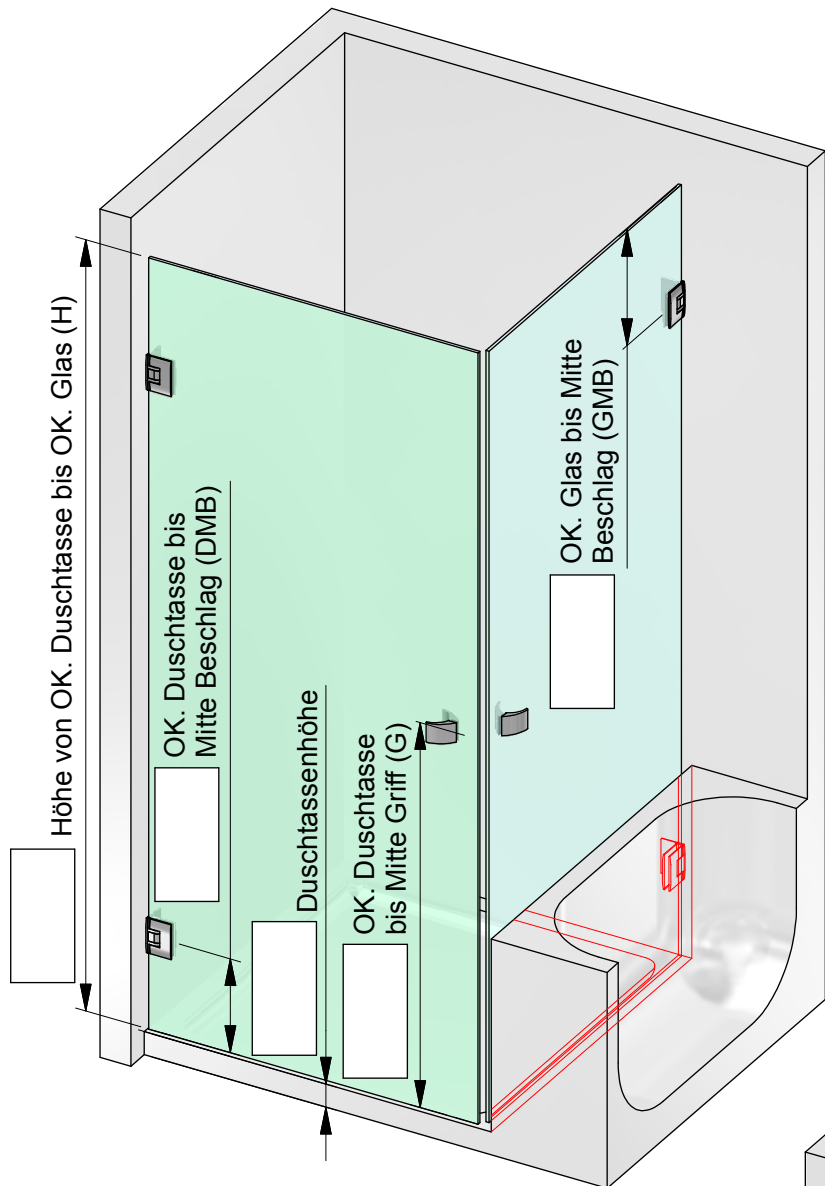 Höhe von OK. Duschtasse bis OK. Glas (H)
OK. Duschtasse bis
Mitte Beschlag (DMB)
Duschtassenhöhe
OK. Duschtasse
bis Mitte Griff (G)
OK. Glas bis Mitte
Beschlag (GMB)